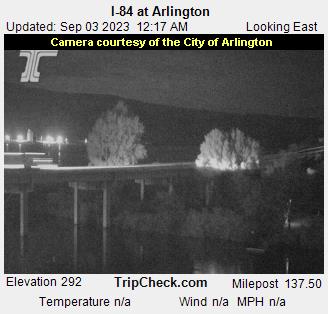 I-84 at Arlington
Updated: Sep 03 2023 12:17 AM Looking East
Camera courtesy of the City of Arlington
Elevation 292 TripCheck.com Milepost 137.50
Temperature n/a Wind n/a MPH n/a